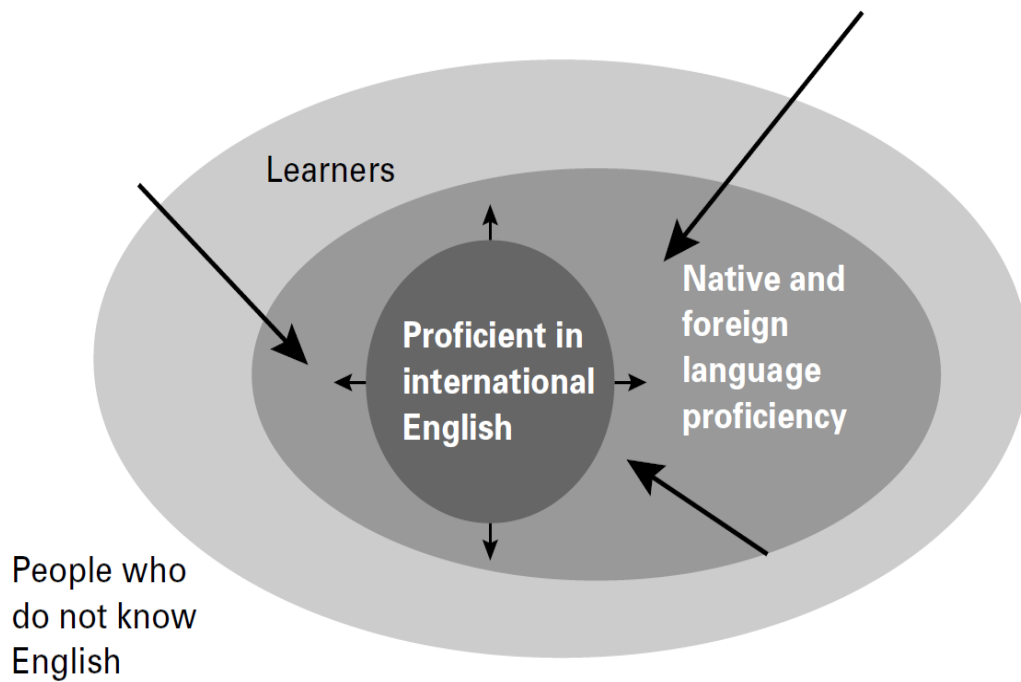 Learners
Native and
foreign
language
proficiency
Proficient in
international
English
People who
do not know
English